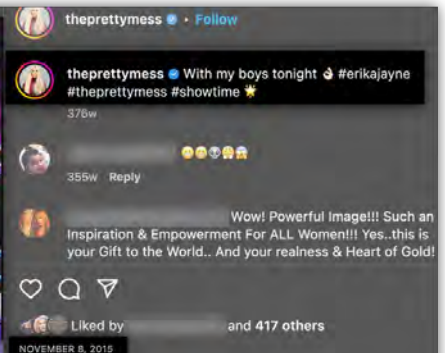 theprettymess • Follow
theprettymess With my boys tonight 👌🏻 #erikajayne
#theprettymess #showtime 🌟
376w
355w Reply
Wow! Powerful Image!!! Such an
Inspiration & Empowerment For ALL Women!!! Yes..this is
your Gift to the World.. And your realness & Heart of Gold!
Liked by and 417 others
NOVEMBER 8, 2015